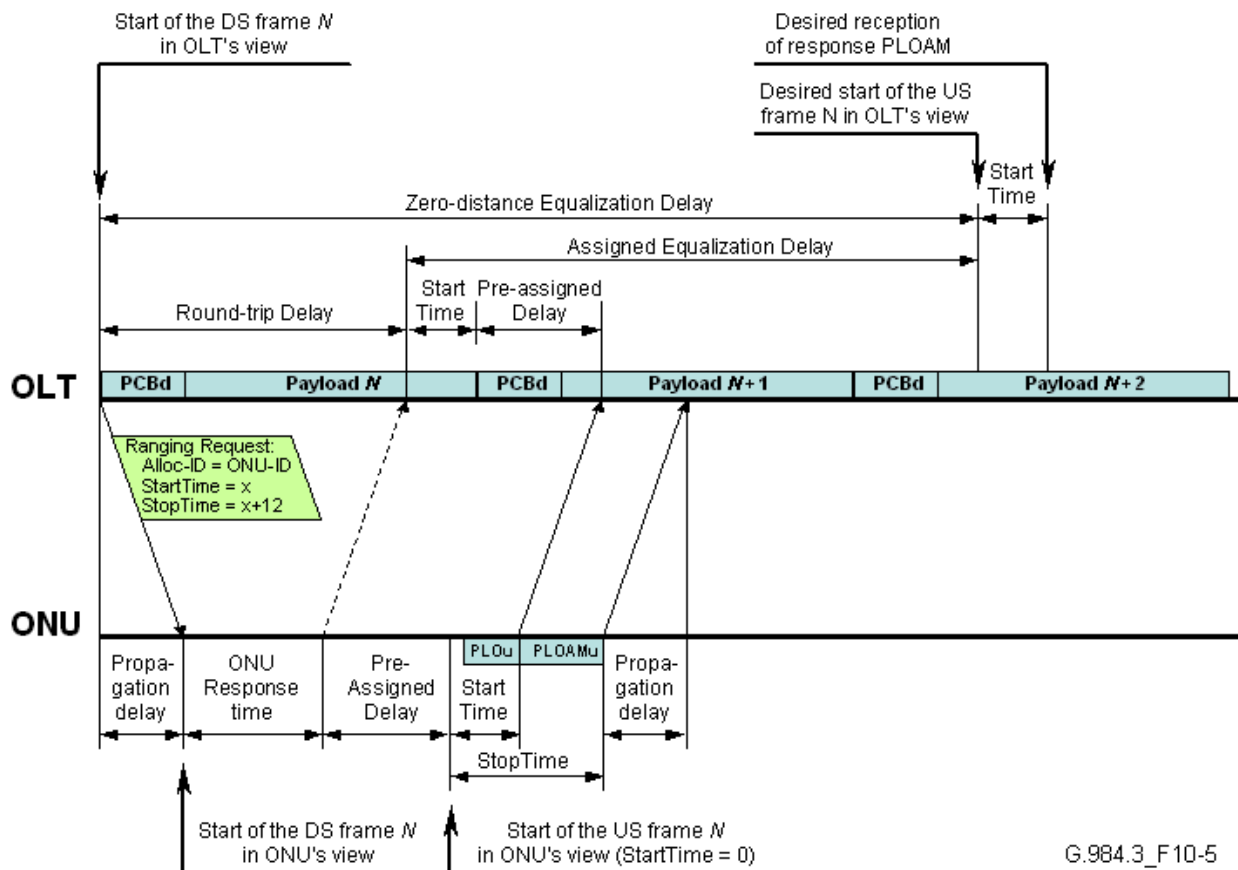 Start of the DS frame N
in OLT's view
Desired reception
of response PLOAM
Desired start of the US
frame N in OLT's view
Start
Time
Zero-distance Equalization Delay
Assigned Equalization Delay
Start
Time
Pre-assigned
Delay
Round-trip Delay
OLT
PCBd
Payload N
PCBd
Payload N+1
PCBd
Payload N+2
Ranging Request:
Alloc-ID = ONU-ID
StartTime = x
StopTime = x+12
ONU
PLOu
PLOAMu
Propa-
gation
delay
ONU
Response
time
Pre-
Assigned
Delay
Start
Time
Propa-
gation
delay
StopTime
Start of the DS frame N
in ONU's view
Start of the US frame N
in ONU's view (StartTime = 0)
G.984.3_F10-5